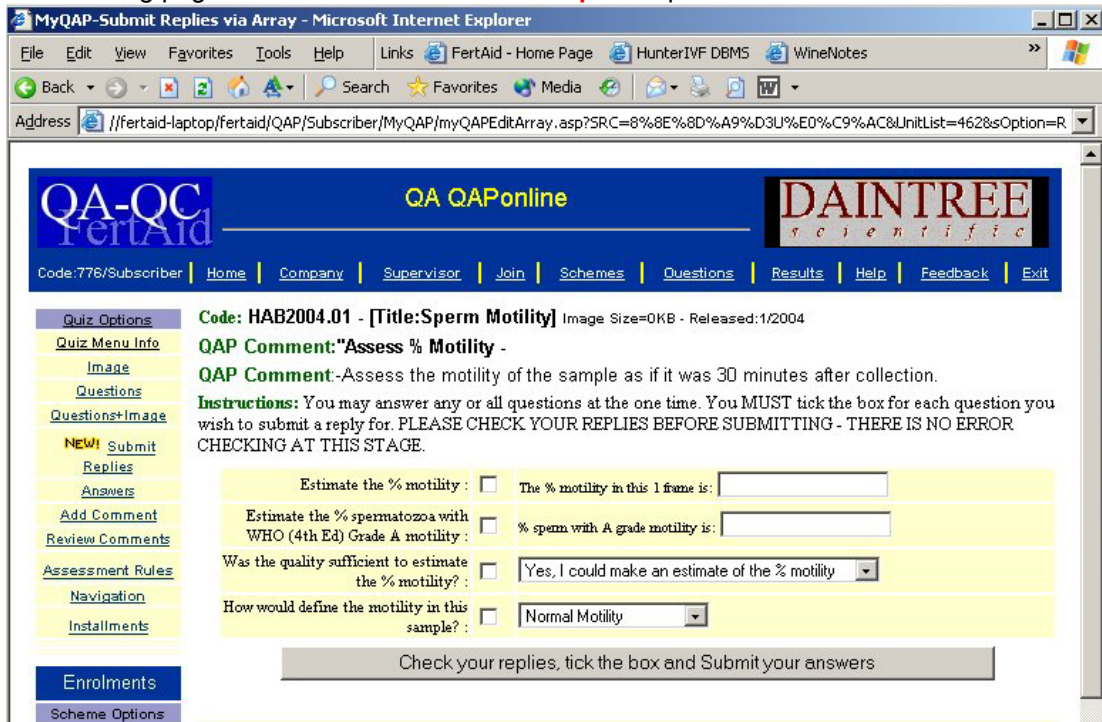 MyQAP-Submit Replies via Array - Microsoft Internet Explorer
File Edit View Favorites Tools Help Links FertAid - Home Page HunterIVF DBMS WineNotes »
Back Search Favorites Media
Address //fertaid-laptop/fertaid/QAP/Subscriber/MyQAP/myQAPEditArray.asp?SRC=8%8E%8D%A9%D3U%E0%C9%AC&UnitList=462&sOption=R
QA-QC
FertAid
QA QAPonline
DAINTREE
scientific
Code:776/Subscriber Home Company Supervisor Join Schemes Questions Results Help Feedback Exit
Quiz Options
Quiz Menu Info
Image
Questions
Questions+Image
NEW! Submit
Replies
Answers
Add Comment
Review Comments
Assessment Rules
Navigation
Installments
Enrolments
Scheme Options
Code: HAB2004.01 - [Title:Sperm Motility] Image Size=0KB - Released:1/2004
QAP Comment:"Assess % Motility -
QAP Comment:-Assess the motility of the sample as if it was 30 minutes after collection.
Instructions: You may answer any or all questions at the one time. You MUST tick the box for each question you
wish to submit a reply for. PLEASE CHECK YOUR REPLIES BEFORE SUBMITTING - THERE IS NO ERROR
CHECKING AT THIS STAGE.
Estimate the % motility : The % motility in this 1 frame is:
Estimate the % spermatozoa with
WHO (4th Ed) Grade A motility : % sperm with A grade motility is:
Was the quality sufficient to estimate
the % motility? : Yes, I could make an estimate of the % motility
How would define the motility in this
sample? : Normal Motility
Check your replies, tick the box and Submit your answers